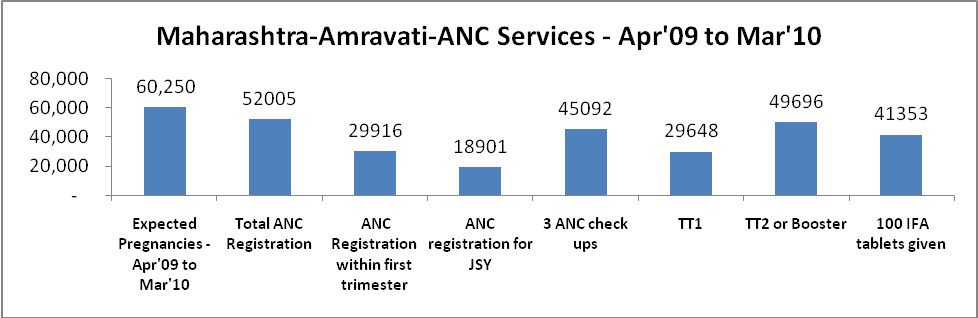 Maharashtra-Amravati-ANC Services - Apr'09 to Mar'10
80,000
60,000
40,000
20,000
-
60,250
52005
29916
18901
45092
29648
49696
41353
Expected
Pregnancies -
Apr'09 to
Mar'10
Total ANC
Registration
ANC
Registration
within first
trimester
ANC
registration for
JSY
3 ANC check
ups
TT1
TT2 or Booster
100 IFA
tablets given